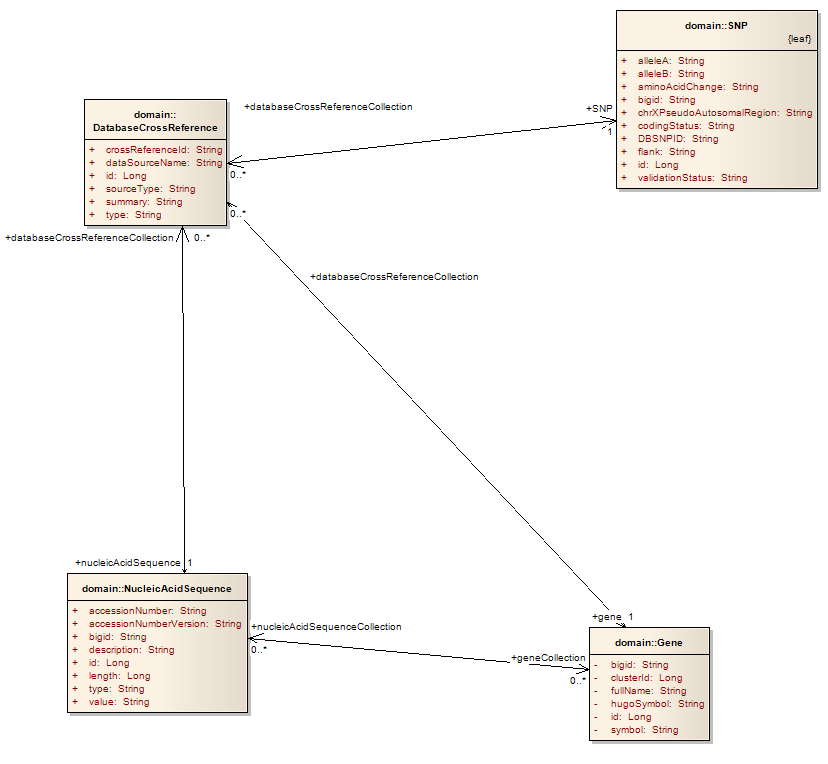 domain::SNP
{leaf}
+ alleleA: String
+ alleleB: String
+ aminoAcidChange: String
+ bigid: String
+ chrXPseudoAutosomalRegion: String
+ codingStatus: String
+ DBSNPID: String
+ flank: String
+ id: Long
+ validationStatus: String
+databaseCrossReferenceCollection
+SNP
1
0..*
domain::
DatabaseCrossReference
+ crossReferenceId: String
+ dataSourceName: String
+ id: Long
+ sourceType: String
+ summary: String
+ type: String
0..*
+databaseCrossReferenceCollection
0..*
+databaseCrossReferenceCollection
+nucleicAcidSequence 1
domain::NucleicAcidSequence
+ accessionNumber: String
+ accessionNumberVersion: String
+ bigid: String
+ description: String
+ id: Long
+ length: Long
+ type: String
+ value: String
+nucleicAcidSequenceCollection
0..*
+gene 1
+geneCollection
0..*
domain::Gene
- bigid: String
- clusterId: Long
- fullName: String
- hugoSymbol: String
- id: Long
- symbol: String